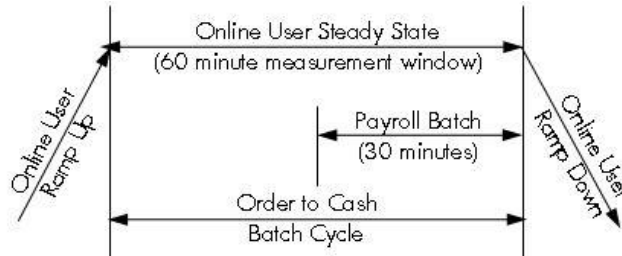 Online User Steady State
(60 minute measurement window)
Online User
Ramp Up
Payroll Batch
(30 minutes)
Online User
Ramp Down
Order to Cash
Batch Cycle